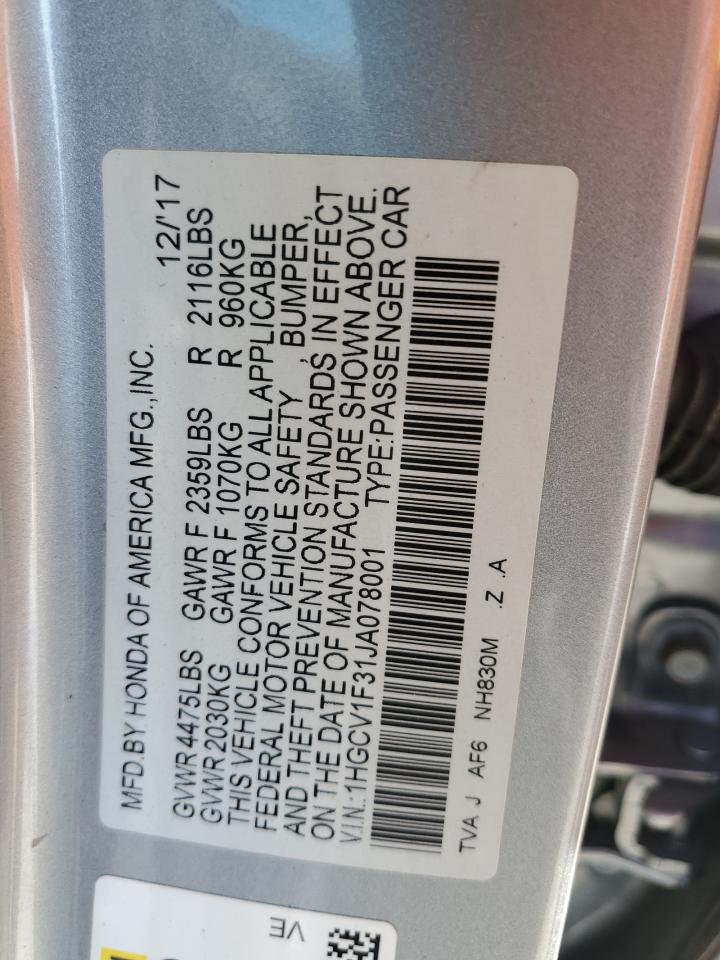 MFD.BY HONDA OF AMERICA MFG.,INC. 12/'17
GVWR 4475LBS GAWR F 2359LBS R 2116LBS
GVWR 2030KG GAWR F 1070KG R 960KG
THIS VEHICLE CONFORMS TO ALL APPLICABLE
FEDERAL MOTOR VEHICLE SAFETY , BUMPER,
AND THEFT PREVENTION STANDARDS IN EFFECT
ON THE DATE OF MANUFACTURE SHOWN ABOVE.
V.I.N.:1HGCV1F31JA078001 TYPE:PASSENGER CAR
TVA J AF6 NH830M .Z .A
VE